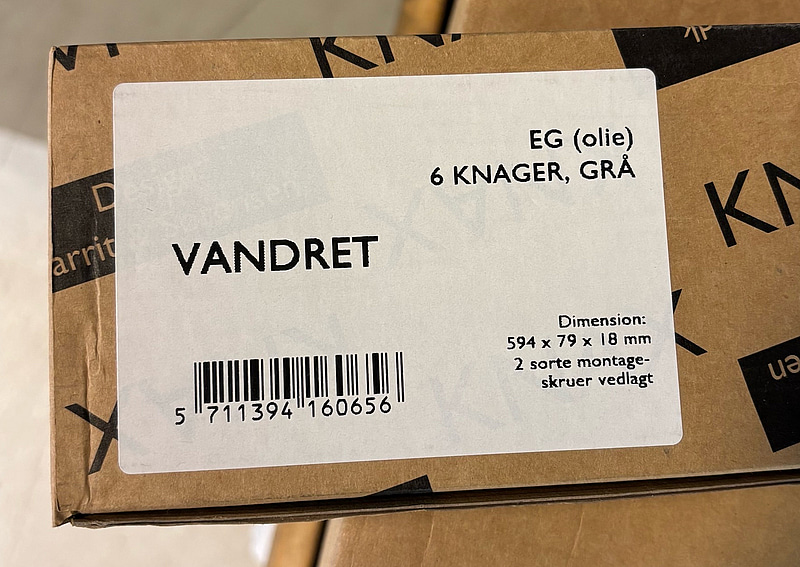 EG (olie)
6 KNAGER, GRÅ
VANDRET
Dimension:
594 x 79 x 18 mm
2 sorte montage-
skruer vedlagt
5 711394 160656